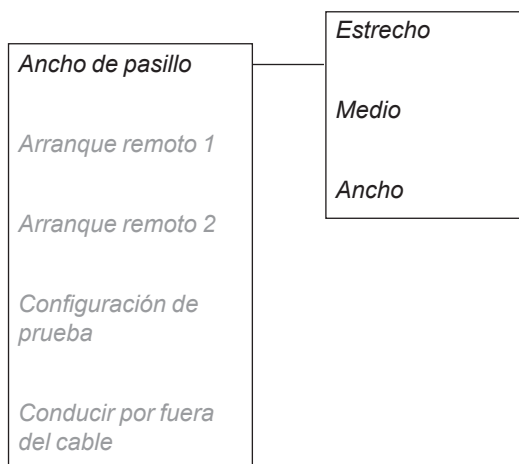 Ancho de pasillo
Arranque remoto 1
Arranque remoto 2
Configuración de
prueba
Conducir por fuera
del cable
Estrecho
Medio
Ancho